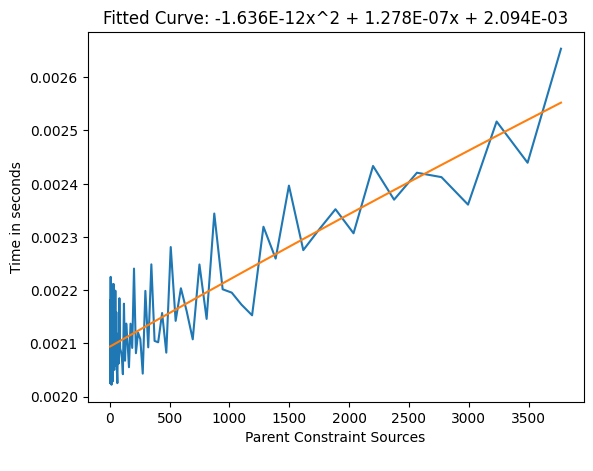 Fitted Curve: -1.636E-12x^2 + 1.278E-07x + 2.094E-03
0.0026
0.0025
0.0024
0.0023
0.0022
0.0021
0.0020
Time in seconds
0 500 1000 1500 2000 2500 3000 3500
Parent Constraint Sources